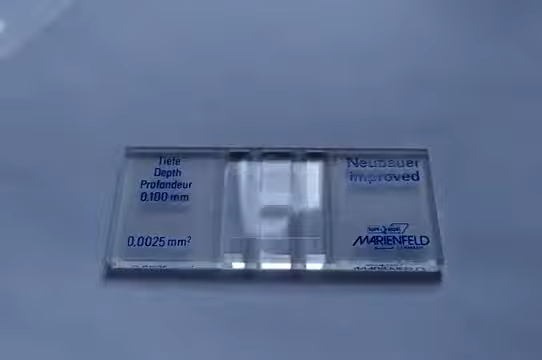 Tiefe
Depth
Profondeur
0.100 mm
0.0025 mm²
Neubauer
improved
MARIENFELD